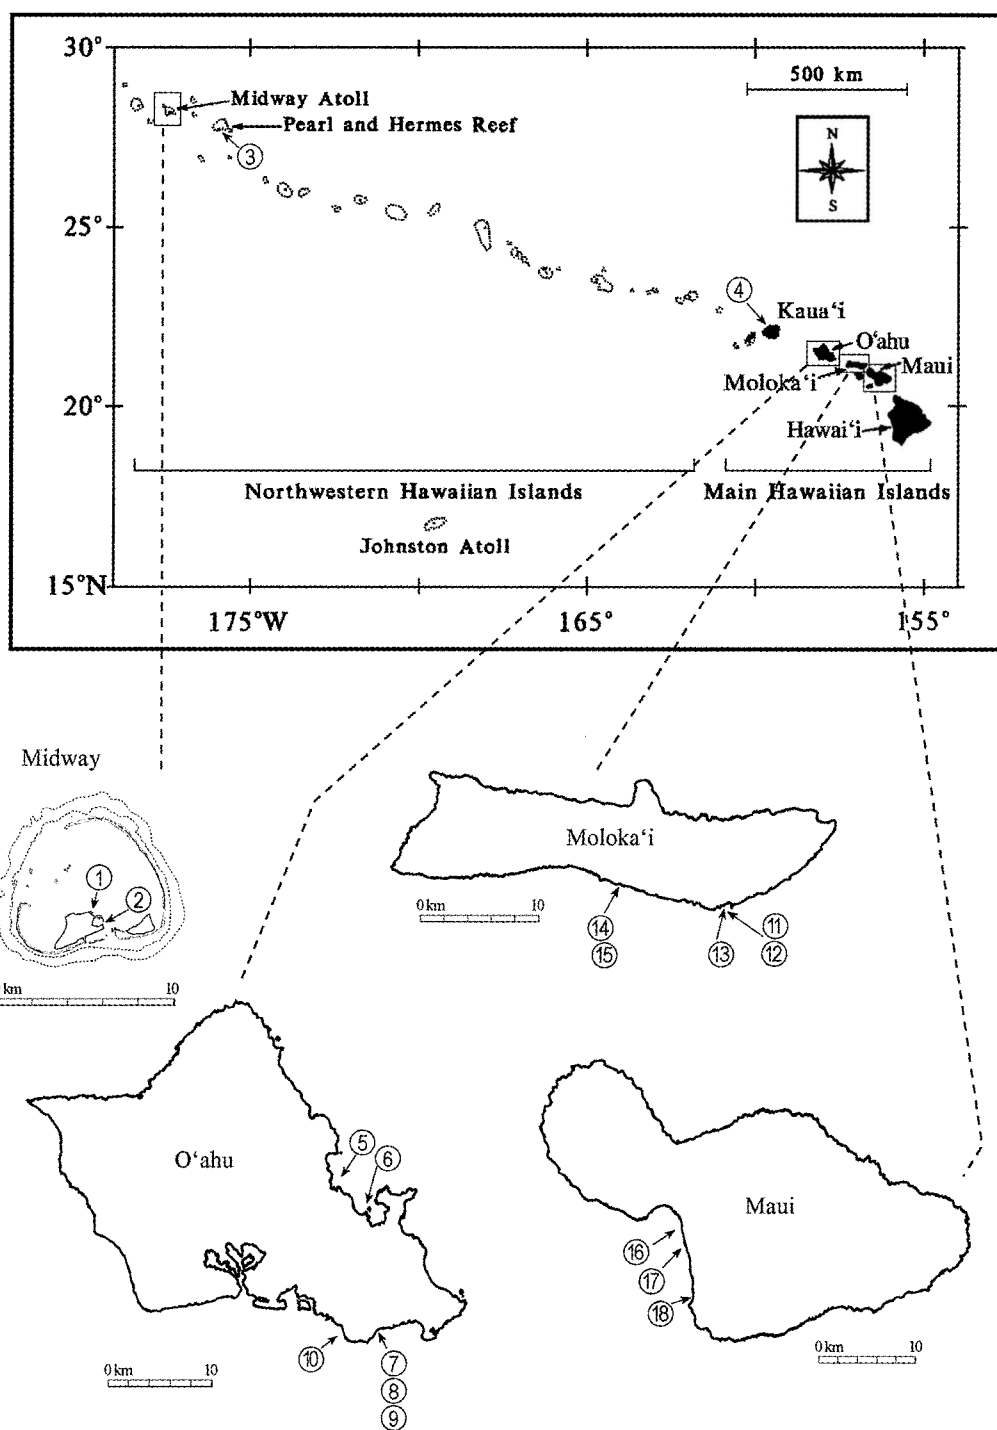 30°
500 km
Midway Atoll
Pearl and Hermes Reef
3
N
S
25°
4
Kaua‘i
O‘ahu
Maui
Moloka‘i
20°
Hawai‘i
Northwestern Hawaiian Islands
Main Hawaiian Islands
Johnston Atoll
15°N
175°W
165°
155°
Midway
1
2
km
10
Moloka‘i
0 km
10
14
15
13
11
12
O‘ahu
5
6
10
7
8
9
0 km
10
Maui
16
17
18
0 km
10